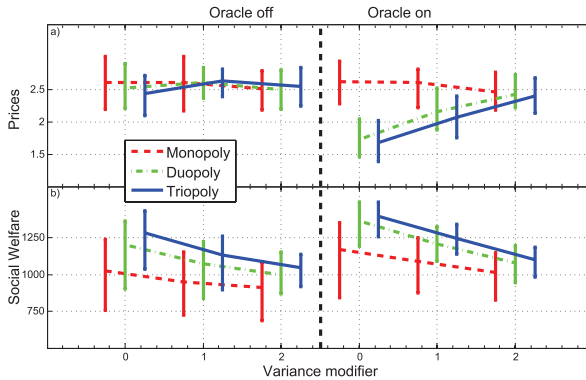 Oracle off Oracle on
a)
Prices
2.5
2
1.5
Monopoly
Duopoly
Triopoly
b)
Social Welfare
1250
1000
750
0 1 2 0 1 2
Variance modifier